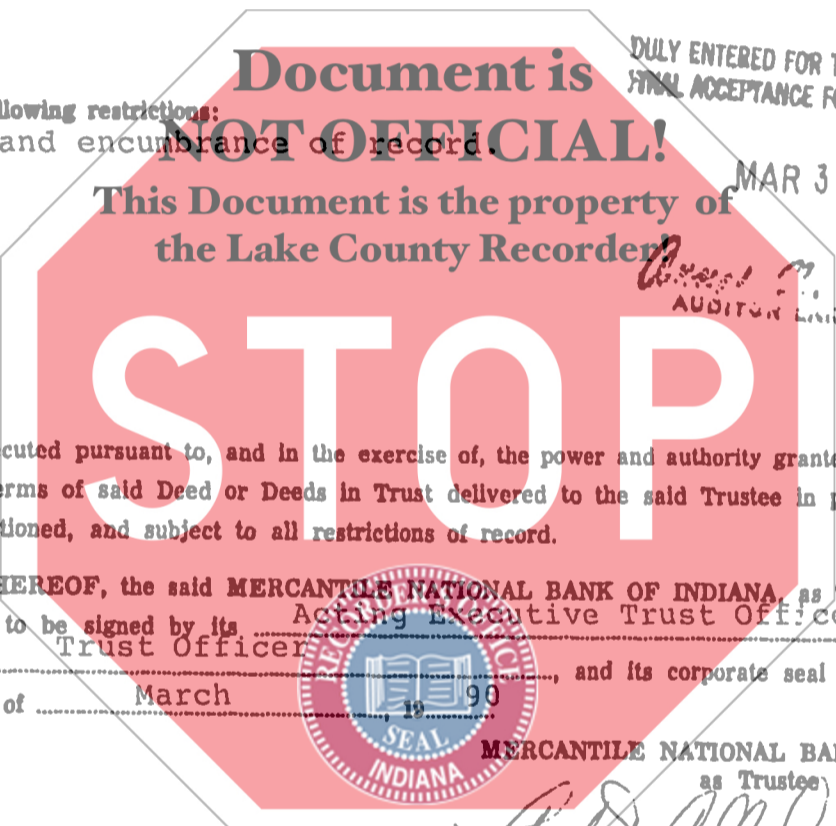 Document is
NOT OFFICIAL!
This Document is the property of
the Lake County Recorder!
STOP
DULY ENTERED FOR T
FINAL ACCEPTANCE FO
MAR 3
AUDITOR
llowing restrictions:
and encumbrance of record.
cuted pursuant to, and in the exercise of, the power and authority grante
erms of said Deed or Deeds in Trust delivered to the said Trustee in p
tioned, and subject to all restrictions of record.
HEREOF, the said MERCANTILE NATIONAL BANK OF INDIANA, as
to be signed by its Acting Executive Trust Offic
Trust Officer
, and its corporate seal
of March, 19 90
MERCANTILE NATIONAL BAN
as Trustee
RECORDER'S OFFICE
SEAL
INDIANA